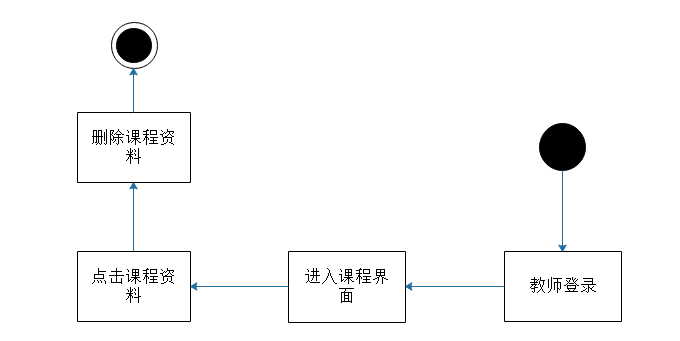 删除课程资
料
点击课程资
料
进入课程界
面
教师登录